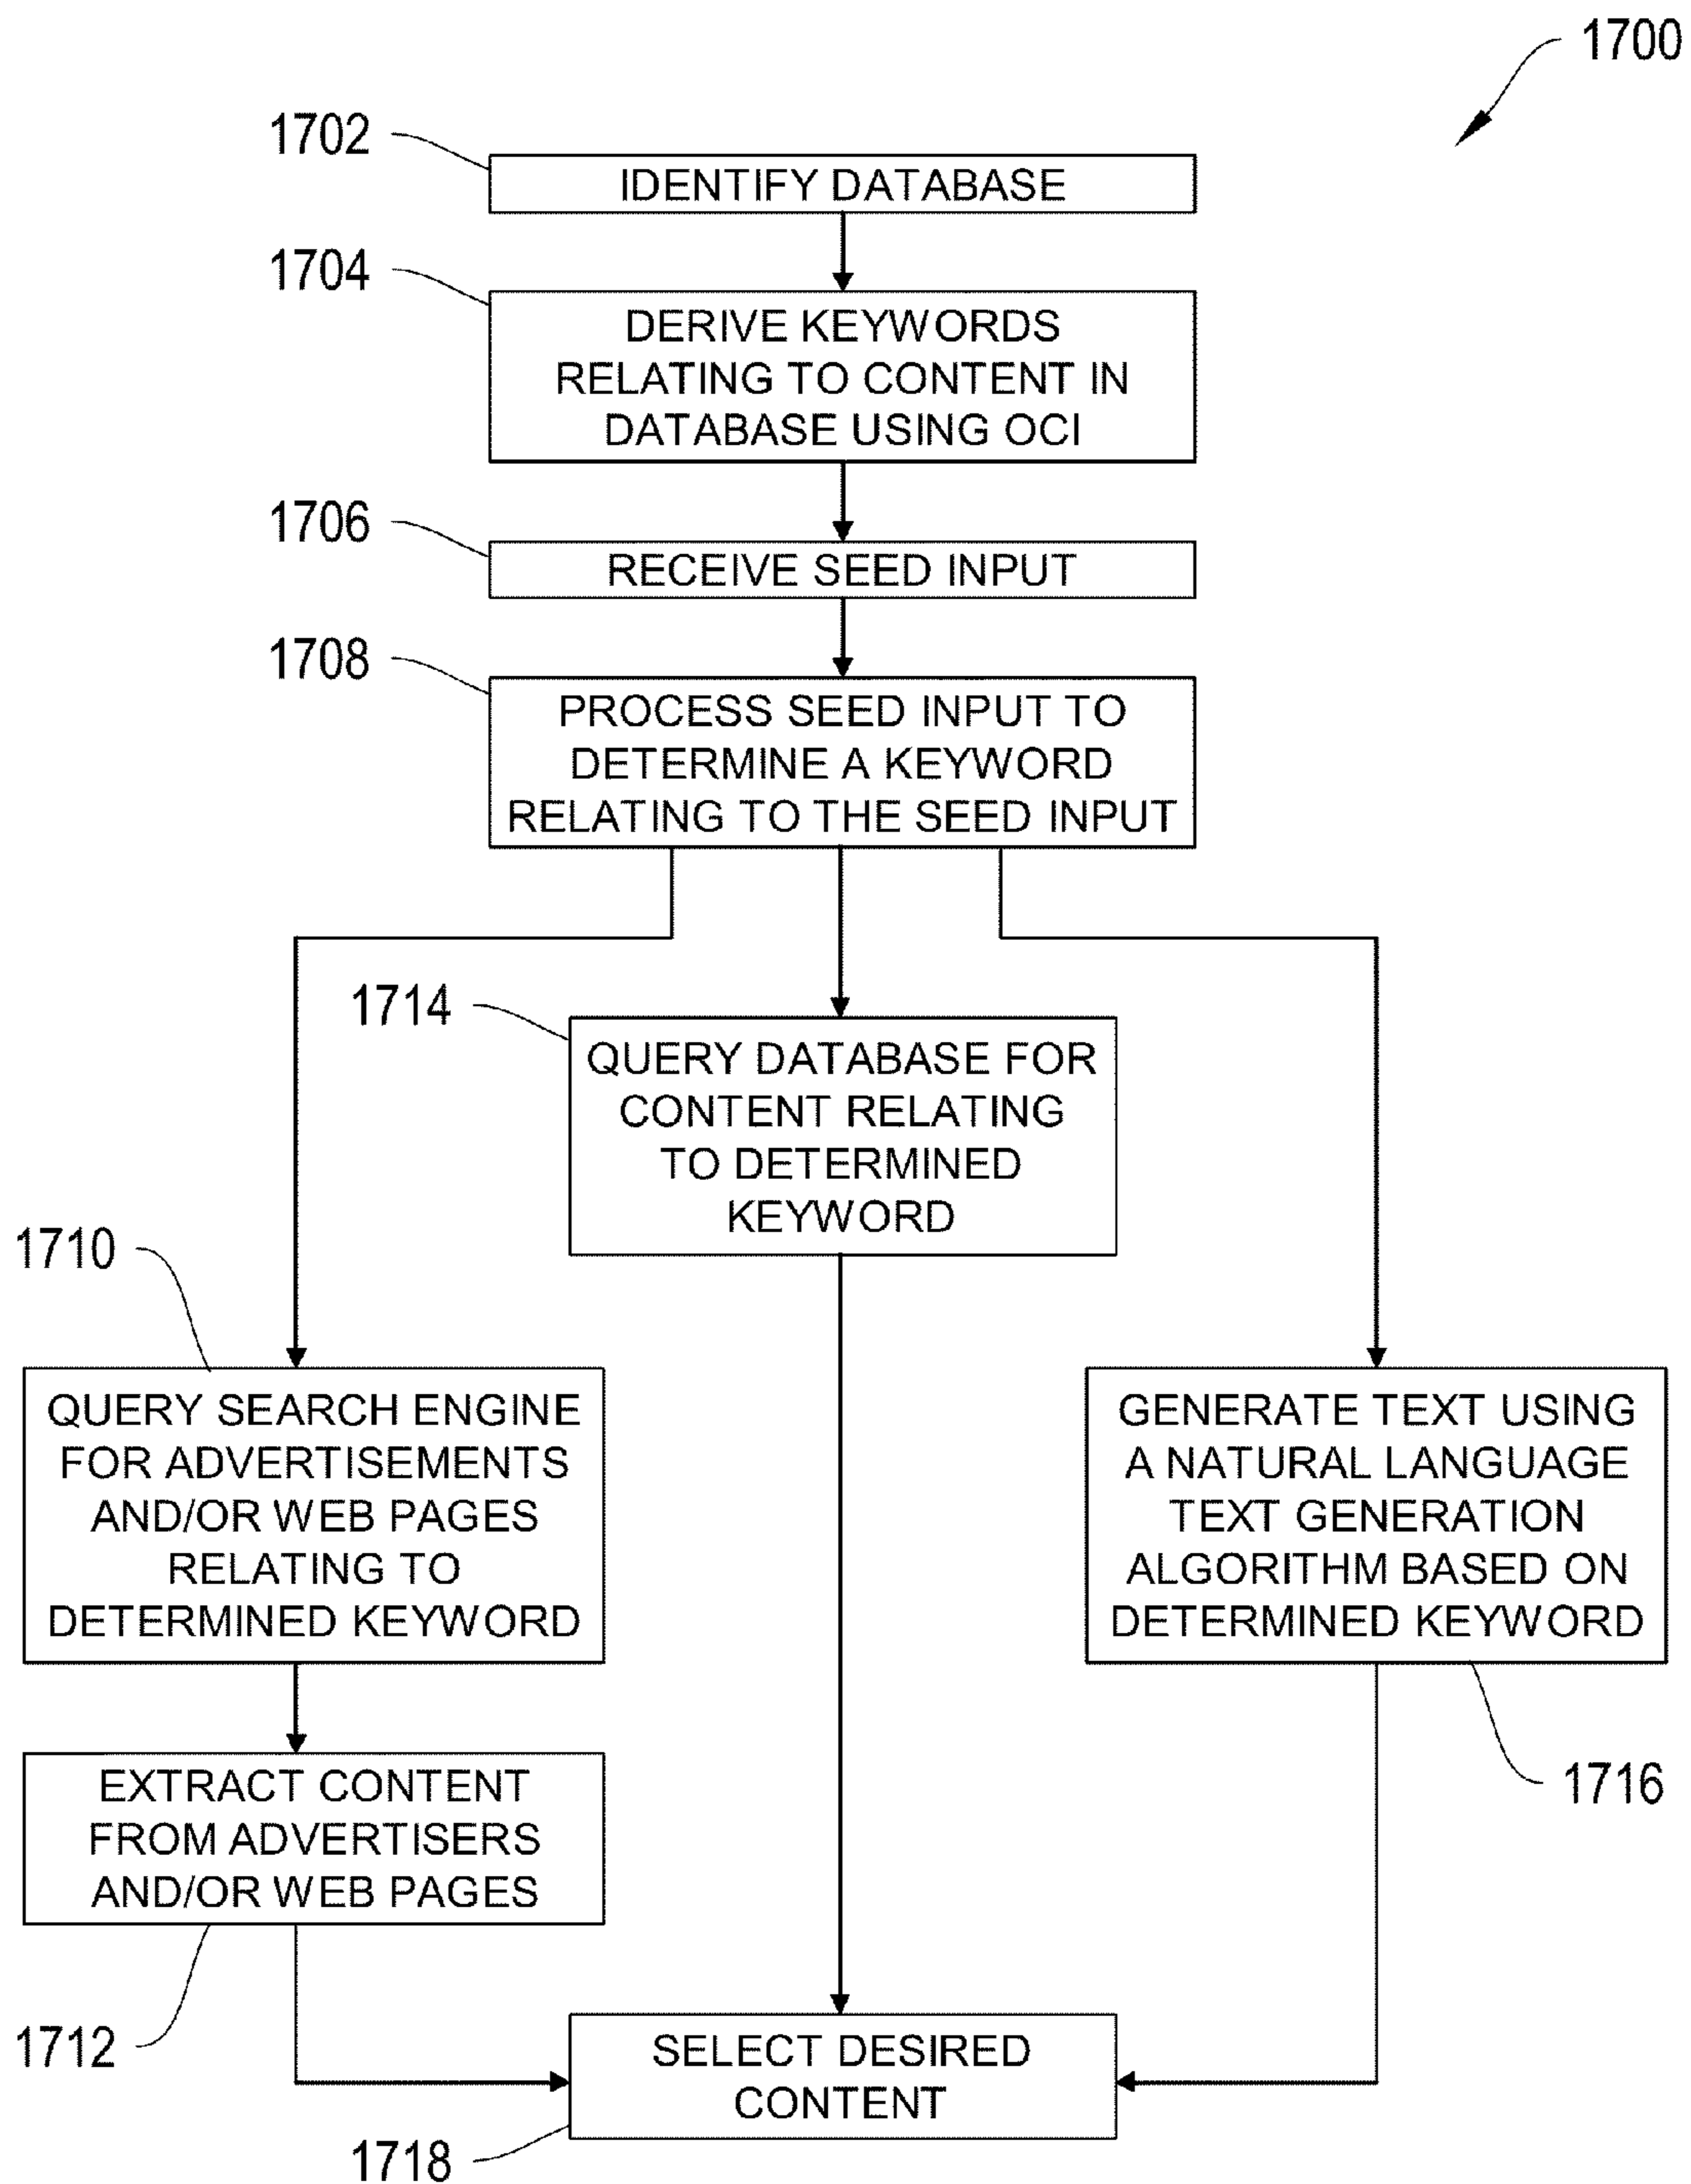 1700
1702
IDENTIFY DATABASE
1704
DERIVE KEYWORDS
RELATING TO CONTENT IN
DATABASE USING OCI
1706
RECEIVE SEED INPUT
1708
PROCESS SEED INPUT TO
DETERMINE A KEYWORD
RELATING TO THE SEED INPUT
1714
QUERY DATABASE FOR
CONTENT RELATING
TO DETERMINED
KEYWORD
1710
QUERY SEARCH ENGINE
FOR ADVERTISEMENTS
AND/OR WEB PAGES
RELATING TO
DETERMINED KEYWORD
GENERATE TEXT USING
A NATURAL LANGUAGE
TEXT GENERATION
ALGORITHM BASED ON
DETERMINED KEYWORD
1716
EXTRACT CONTENT
FROM ADVERTISERS
AND/OR WEB PAGES
1712
SELECT DESIRED
CONTENT
1718